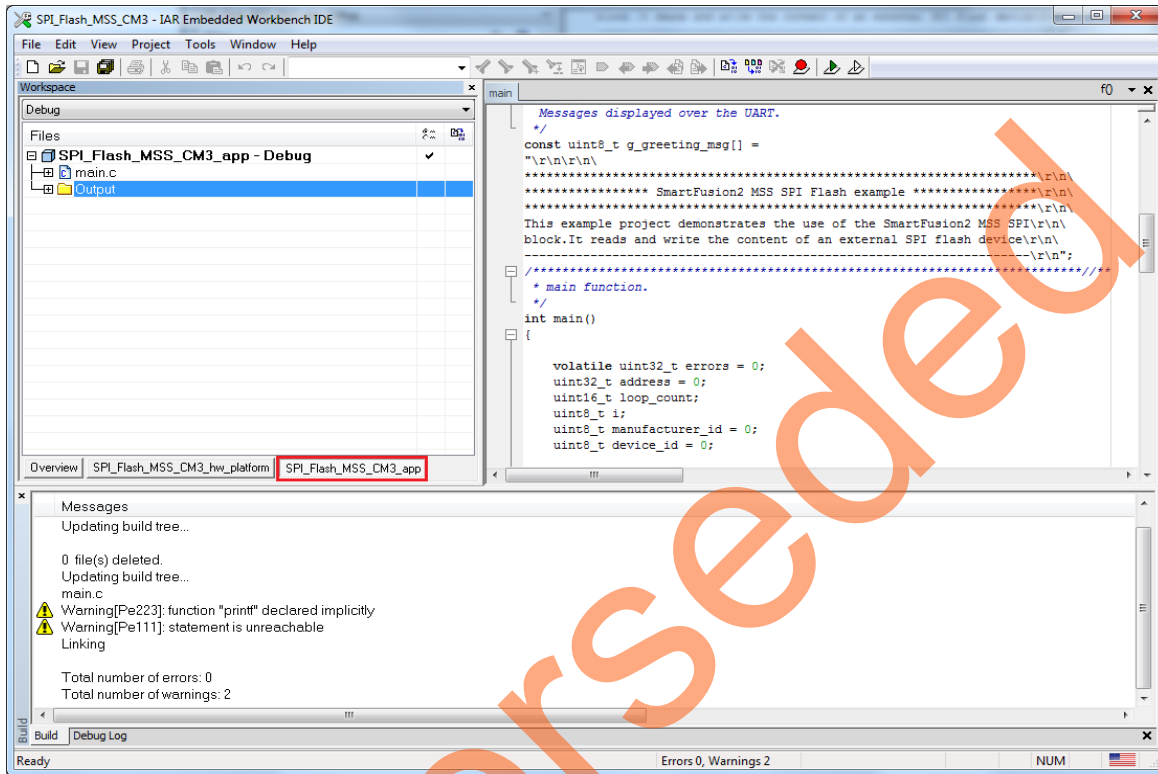 SPI_Flash_MSS_CM3 - IAR Embedded Workbench IDE
File Edit View Project Tools Window Help
Workspace
Debug
Files
SPI_Flash_MSS_CM3_app - Debug
main.c
Output
Overview SPI_Flash_MSS_CM3_hw_platform SPI_Flash_MSS_CM3_app
main f()
Messages displayed over the UART.
*/
const uint8_t g_greeting_msg[] =
"\r\n\r\n\
**********************************************************************\r\n\
***************** SmartFusion2 MSS SPI Flash example *****************\r\n\
**********************************************************************\r\n\
This example project demonstrates the use of the SmartFusion2 MSS SPI\r\n\
block.It reads and write the content of an external SPI flash device\r\n\
---------------------------------------------------------------------\r\n";
/***************************************************************************//**
* main function.
*/
int main()
{
volatile uint32_t errors = 0;
uint32_t address = 0;
uint16_t loop_count;
uint8_t i;
uint8_t manufacturer_id = 0;
uint8_t device_id = 0;
Messages
Updating build tree...
0 file(s) deleted.
Updating build tree...
main.c
Warning[Pe223]: function "printf" declared implicitly
Warning[Pe111]: statement is unreachable
Linking
Total number of errors: 0
Total number of warnings: 2
Build
Build Debug Log
Ready Errors 0, Warnings 2 NUM
erseded